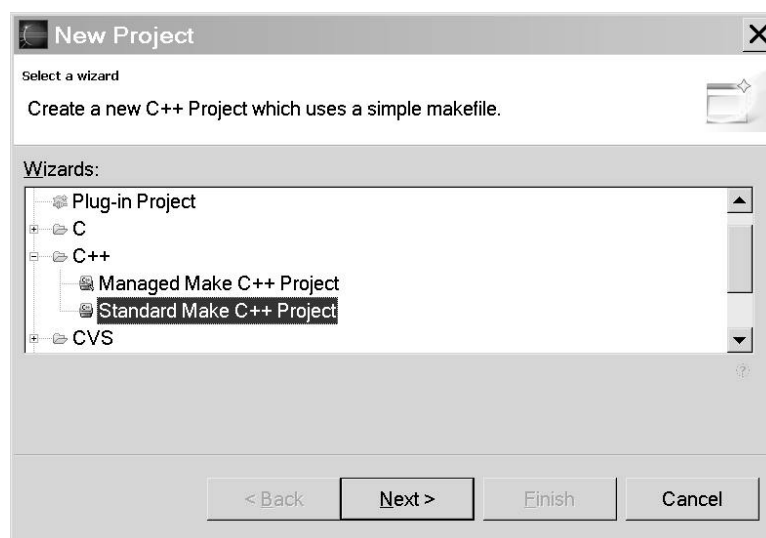 New Project
Select a wizard
Create a new C++ Project which uses a simple makefile.
Wizards:
Plug-in Project
C
C++
Managed Make C++ Project
Standard Make C++ Project
CVS
< Back Next > Finish Cancel